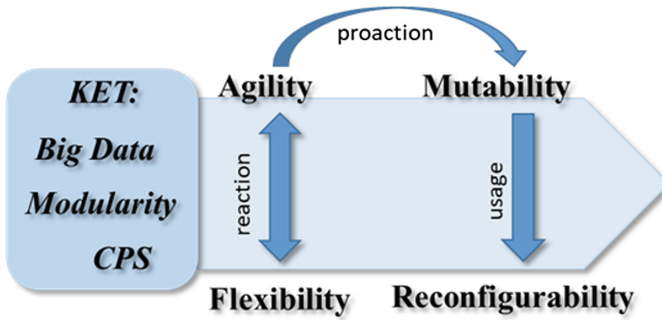 proaction
KET:
Agility
Mutability
Big Data
Modularity
CPS
reaction
usage
Flexibility
Reconfigurability